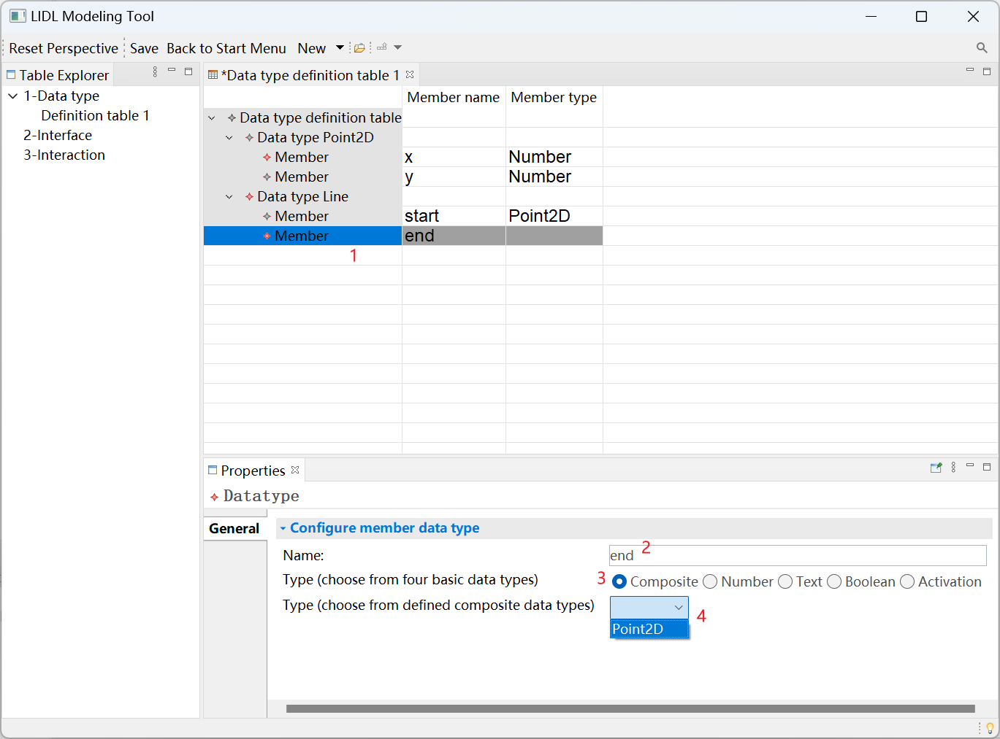 LIDL Modeling Tool
Reset Perspective Save Back to Start Menu New
Table Explorer
1-Data type
Definition table 1
2-Interface
3-Interaction
*Data type definition table 1
Member name Member type
Data type definition table
Data type Point2D
Member x Number
Member y Number
Data type Line
Member start Point2D
Member end
1
Properties
Datatype
General
Configure member data type
Name: end 2
Type (choose from four basic data types) 3 Composite Number Text Boolean Activation
Type (choose from defined composite data types) 4
Point2D